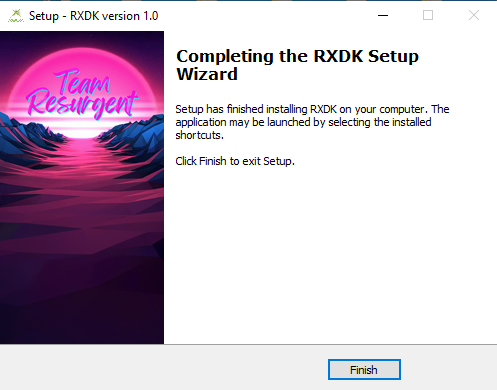 Setup - RXDK version 1.0
Team
Resurgent
Completing the RXDK Setup
Wizard
Setup has finished installing RXDK on your computer. The
application may be launched by selecting the installed
shortcuts.
Click Finish to exit Setup.
Finish